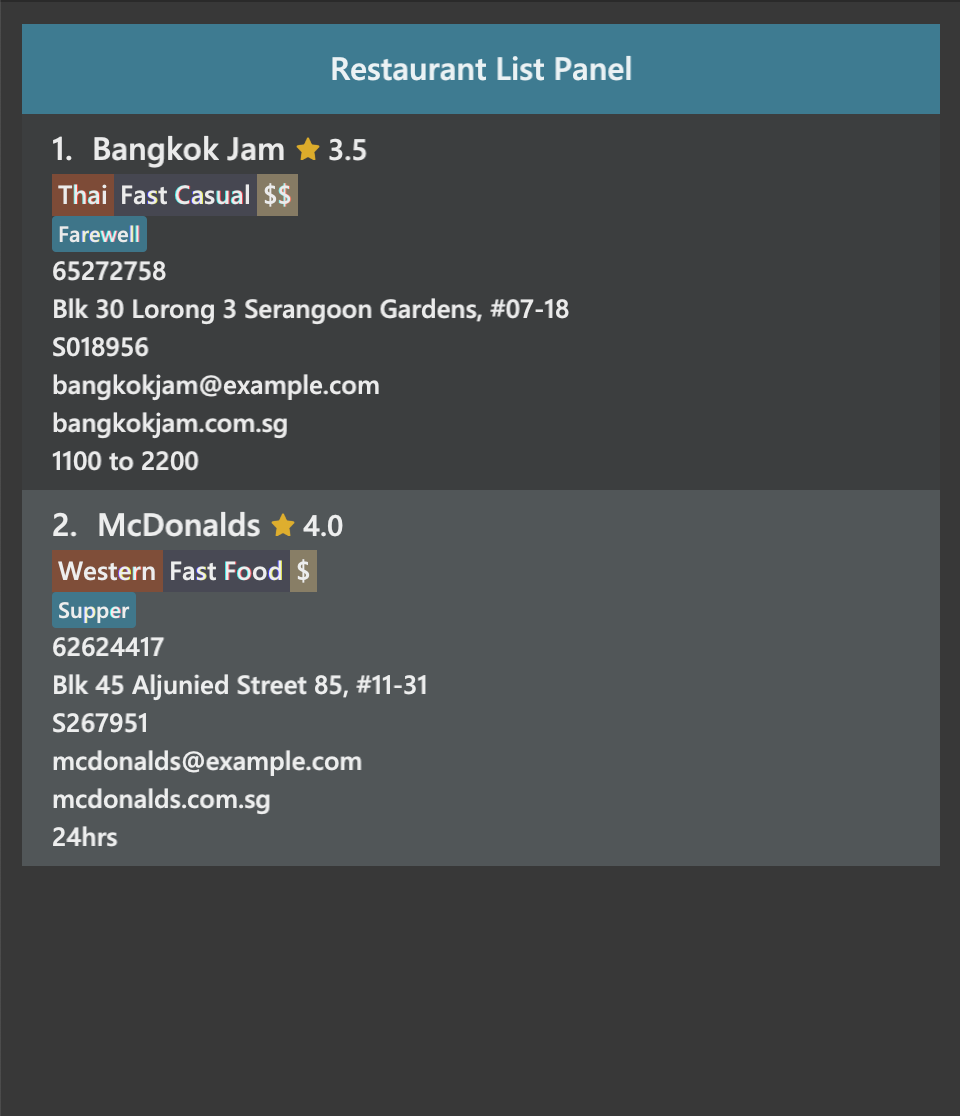 Restaurant List Panel
1. Bangkok Jam 3.5
Thai Fast Casual $$
Farewell
65272758
Blk 30 Lorong 3 Serangoon Gardens, #07-18
S018956
bangkokjam@example.com
bangkokjam.com.sg
1100 to 2200
2. McDonalds 4.0
Western Fast Food $
Supper
62624417
Blk 45 Aljunied Street 85, #11-31
S267951
mcdonalds@example.com
mcdonalds.com.sg
24hrs